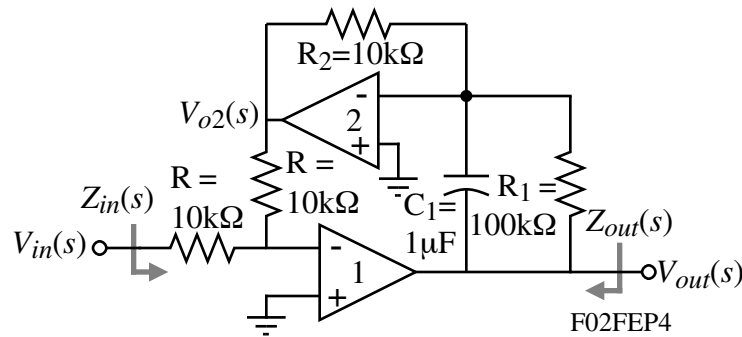 R2=10kΩ
-
Vo2(s)
2
+
R =
10kΩ
R =
10kΩ
C1=
1μF
R1=
100kΩ
Zin(s)
Zout(s)
Vin(s)
-
1
+
Vout(s)
F02FEP4